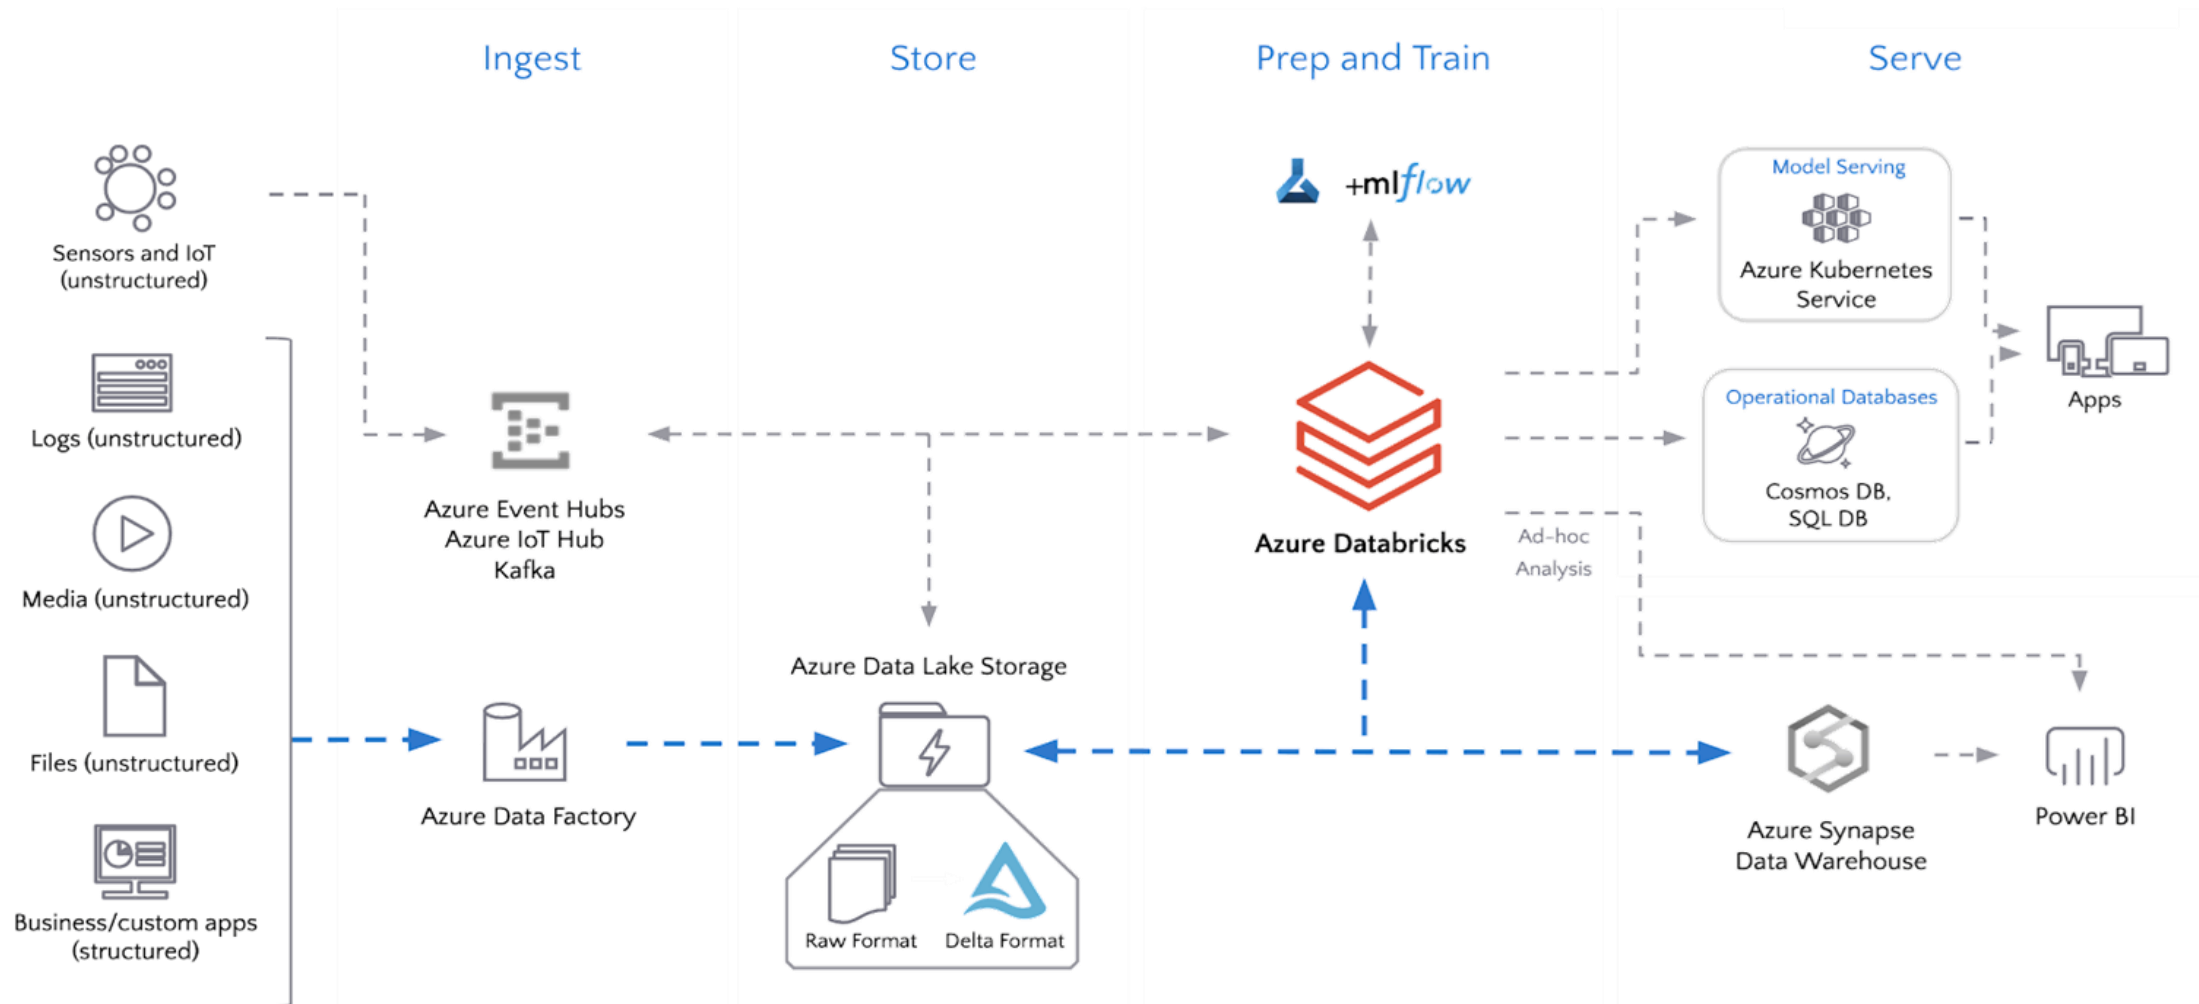 Ingest
Store
Prep and Train
Serve
Sensors and IoT
(unstructured)
Logs (unstructured)
Media (unstructured)
Files (unstructured)
Business/custom apps
(structured)
Azure Event Hubs
Azure IoT Hub
Kafka
Azure Data Factory
Azure Data Lake Storage
Raw Format
Delta Format
+mlflow
Azure Databricks
Ad-hoc
Analysis
Model Serving
Azure Kubernetes
Service
Operational Databases
Cosmos DB,
SQL DB
Apps
Azure Synapse
Data Warehouse
Power BI